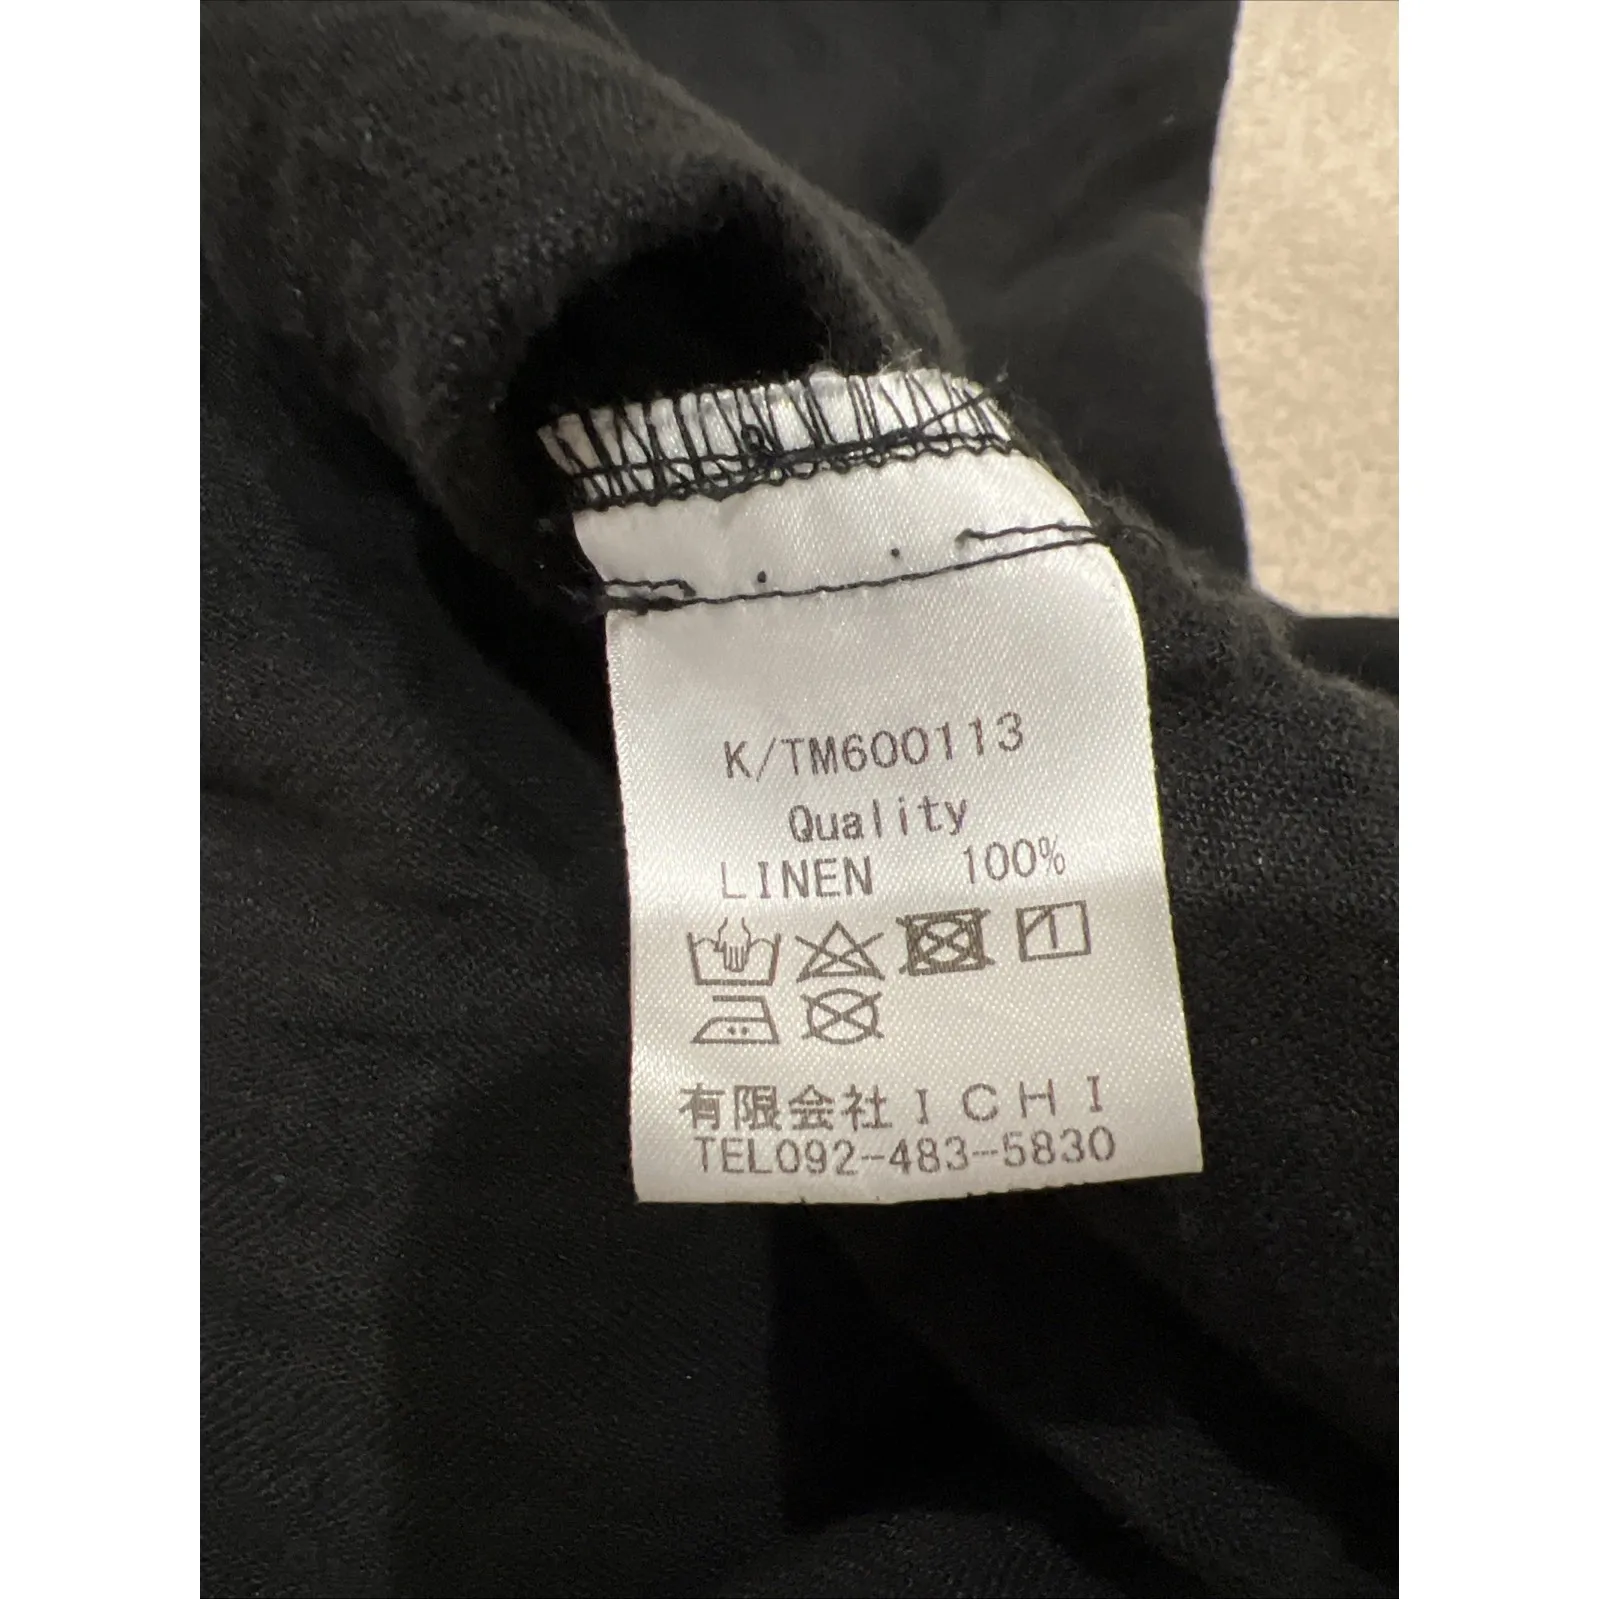 K/TM600113
Quality
LINEN 100%
有限会社ICHI
TEL092-483-5830